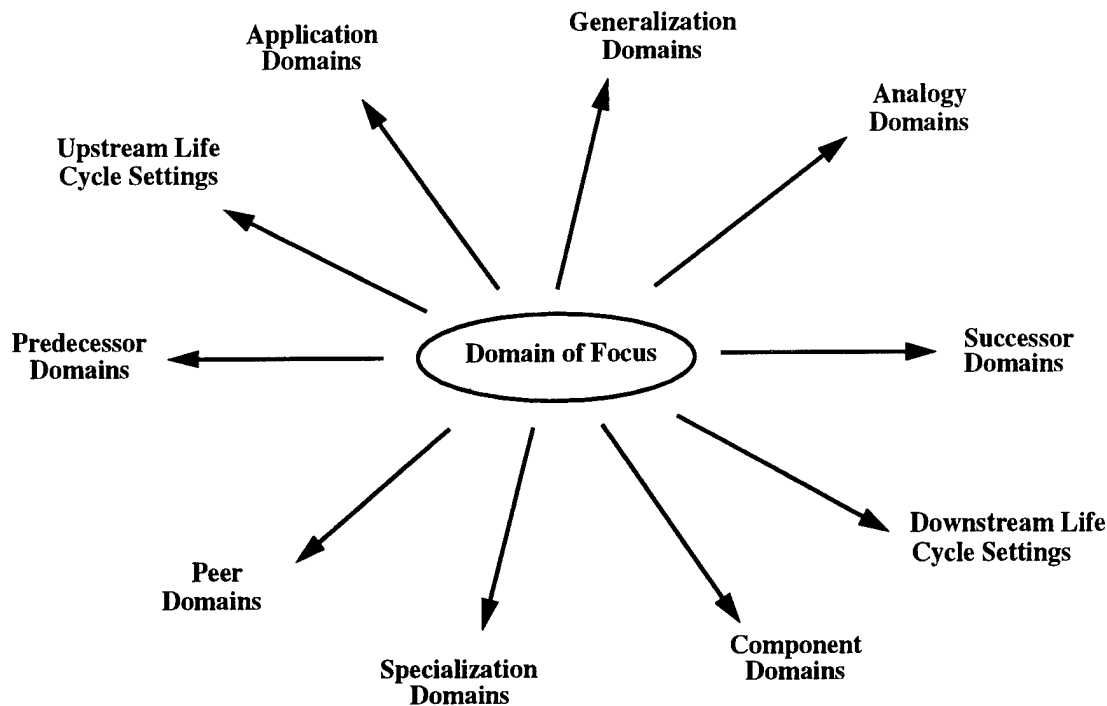 Application
Domains
Generalization
Domains
Analogy
Domains
Upstream Life
Cycle Settings
Predecessor
Domains
Domain of Focus
Successor
Domains
Downstream Life
Cycle Settings
Peer
Domains
Specialization
Domains
Component
Domains